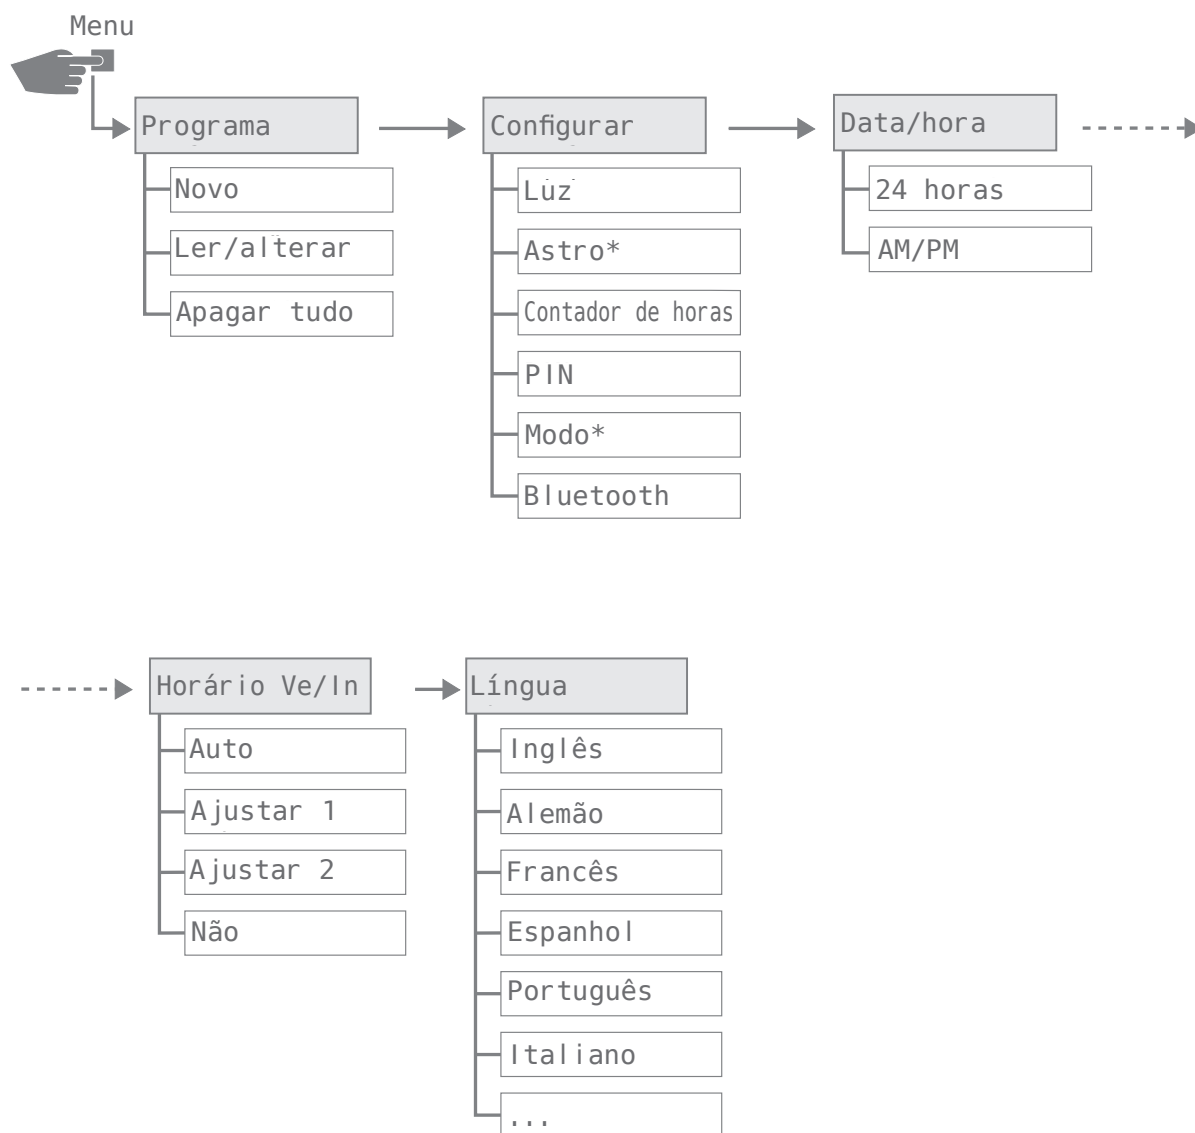 Menu
Programa
Novo
Ler/alterar
Apagar tudo
Configurar
Luz
Astro*
Contador de horas
PIN
Modo*
Bluetooth
Data/hora
24 horas
AM/PM
Horário Ve/In
Auto
Ajustar 1
Ajustar 2
Não
Língua
Inglês
Alemão
Francês
Espanhol
Português
Italiano
...